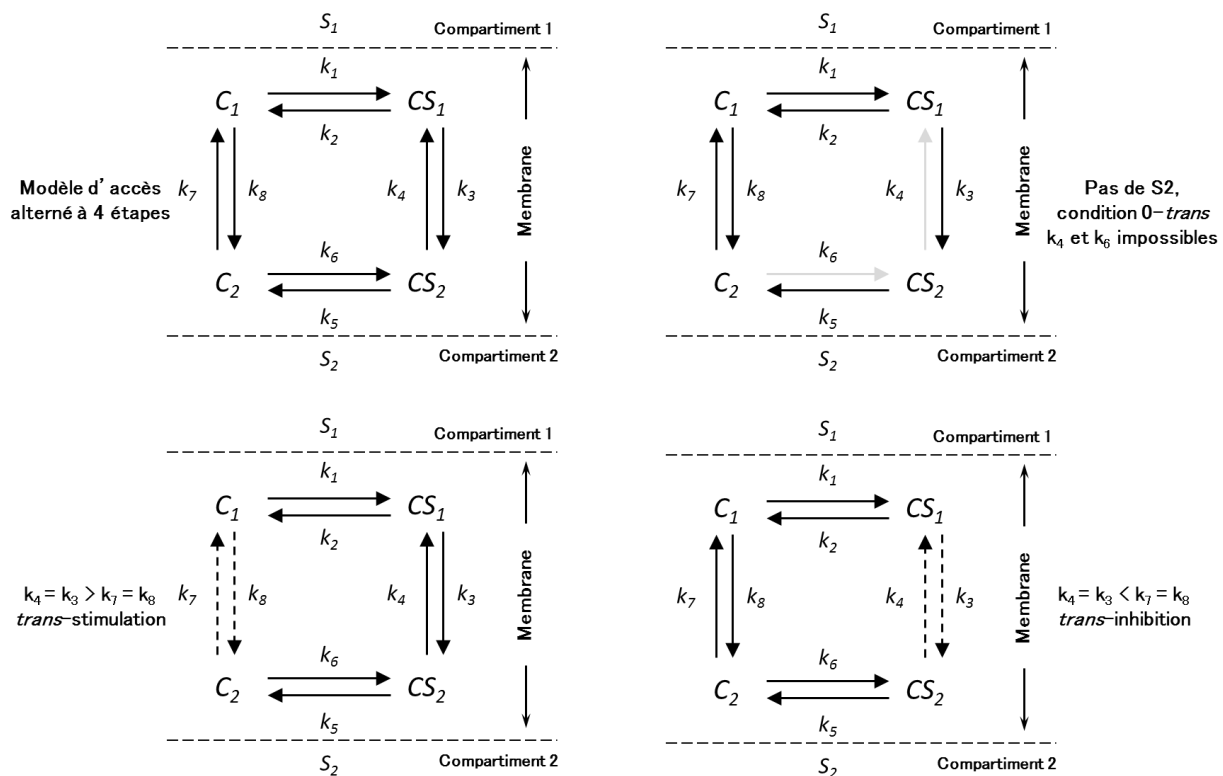 S1
Compartiment 1
k1
C1
CS1
k2
Modèle d' accès
alterné à 4 étapes
k7
k8
k4
k3
Membrane
k6
C2
CS2
k5
S2
Compartiment 2
S1
Compartiment 1
k1
C1
CS1
k2
k7
k8
k4
k3
Membrane
Pas de S2,
condition 0-trans
k4 et k6 impossibles
k6
C2
CS2
k5
S2
Compartiment 2
S1
Compartiment 1
k1
C1
CS1
k2
k4 = k3 > k7 = k8
trans-stimulation
k7
k8
k4
k3
Membrane
k6
C2
CS2
k5
S2
Compartiment 2
S1
Compartiment 1
k1
C1
CS1
k2
k7
k8
k4
k3
Membrane
k4 = k3 < k7 = k8
trans-inhibition
k6
C2
CS2
k5
S2
Compartiment 2